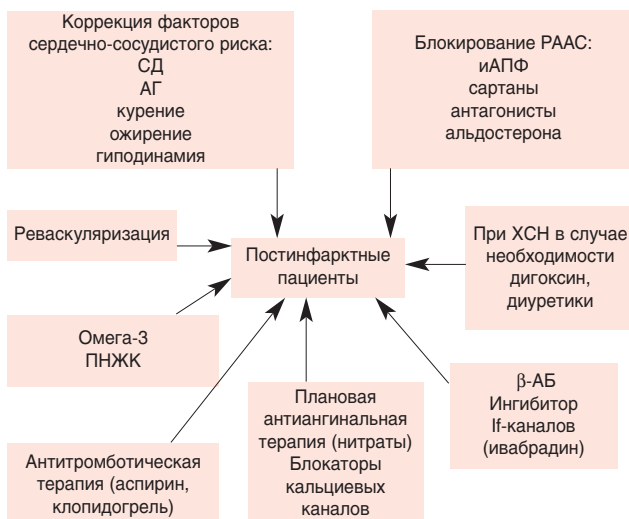 Коррекция факторов
сердечно-сосудистого риска:
СД
АГ
курение
ожирение
гиподинамия
Блокирование РААС:
иАПФ
сартаны
антагонисты
альдостерона
Реваскуляризация
Постинфарктные
пациенты
При ХСН в случае
необходимости
дигоксин,
диуретики
Омега-3
ПНЖК
Антитромботическая
терапия (аспирин,
клопидогрель)
Плановая
антиангинальная
терапия (нитраты)
Блокаторы
кальциевых
каналов
β-АБ
Ингибитор
If-каналов
(ивабрадин)